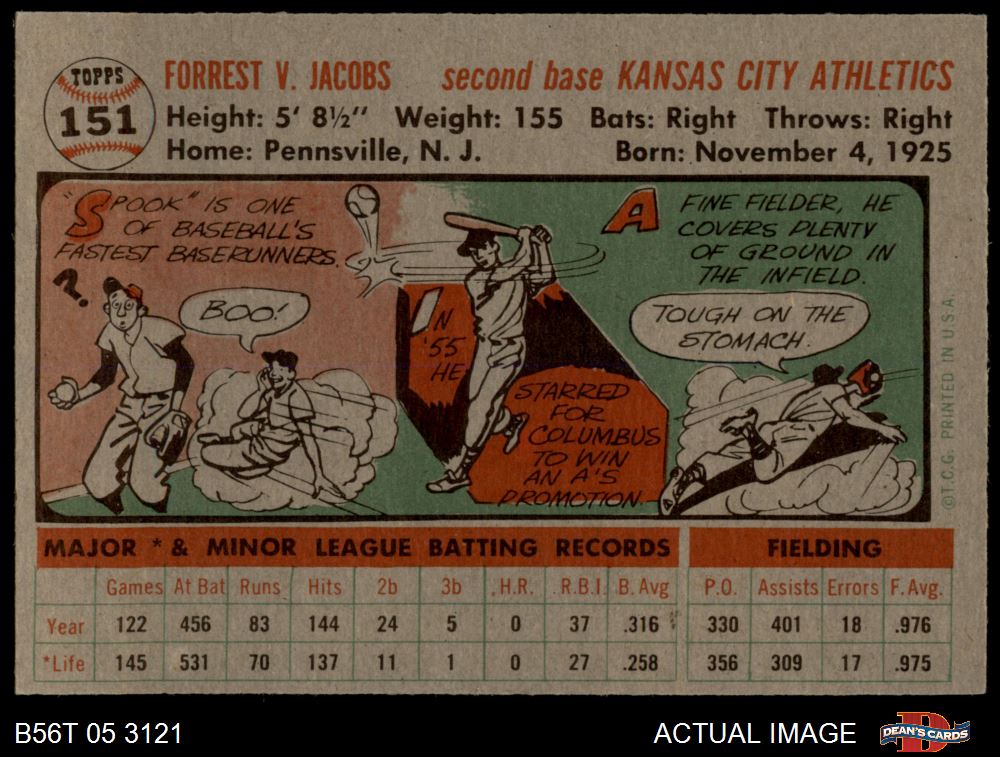 TOPPS
151
FORREST V. JACOBS second base KANSAS CITY ATHLETICS
Height: 5' 8½" Weight: 155 Bats: Right Throws: Right
Home: Pennsville, N. J. Born: November 4, 1925
"SPOOK" IS ONE
OF BASEBALL'S
FASTEST BASERUNNERS.
?
BOO!
IN
'55
HE
STARRED
FOR
COLUMBUS
TO WIN
AN A'S
PROMOTION.
A FINE FIELDER, HE
COVERS PLENTY
OF GROUND IN
THE INFIELD.
TOUGH ON THE
STOMACH.
©T.C.G. PRINTED IN U.S.A.
MAJOR * & MINOR LEAGUE BATTING RECORDS FIELDING
Games At Bat Runs Hits 2b 3b H.R. R.B.I. B. Avg P.O. Assists Errors F. Avg.
Year 122 456 83 144 24 5 0 37 .316 330 401 18 .976
*Life 145 531 70 137 11 1 0 27 .258 356 309 17 .975
B56T 05 3121 ACTUAL IMAGE D DEAN'S CARDS